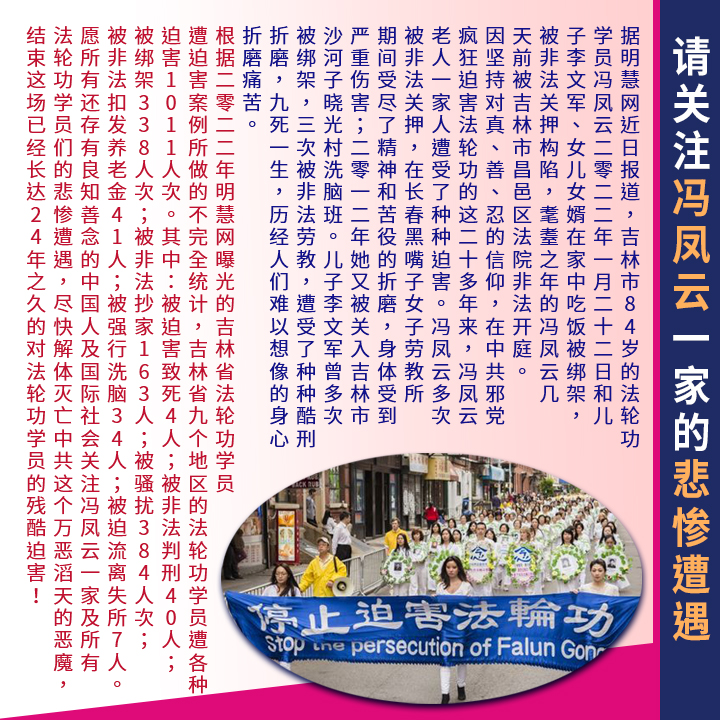 请关注冯凤云一家的悲惨遭遇
据明慧网近日报道，吉林市84岁的法轮功
学员冯凤云二零二二年一月二十二日和儿
子李文军、女儿女婿在家中吃饭被绑架，
被非法关押构陷，耄耋之年的冯凤云几
天前被吉林市昌邑区法院非法开庭。
因坚持对真、善、忍的信仰，在中共邪党
疯狂迫害法轮功的这二十多年来，冯凤云
老人一家人遭受了种种迫害。冯凤云多次
被非法关押，在长春黑嘴子女子劳教所
期间受尽了精神和苦役的折磨，身体受到
严重伤害；二零一二年她又被关入吉林市
沙河子晓光村洗脑班。儿子李文军曾多次
被绑架，三次被非法劳教，遭受了种种酷刑
折磨，九死一生，历经人们难以想像的身心
折磨痛苦。
根据二零二二年明慧网曝光的吉林省法轮功学员
遭迫害案例所做的不完全统计，吉林省九个地区的法轮功学员遭各种
迫害1011人次。其中：被迫害致死4人；被非法判刑40人；
被绑架338人次；被非法抄家163人；被骚扰384人次；
被非法扣发养老金41人；被强行洗脑34人；被迫流离失所7人。
愿所有还存有良知善念的中国人及国际社会关注冯凤云一家及所有
法轮功学员们的悲惨遭遇，尽快解体灭亡中共这个万恶滔天的恶魔，
结束这场已经长达24年之久的对法轮功学员的残酷迫害！
停止迫害法輪功
Stop the persecution of Falun Gong